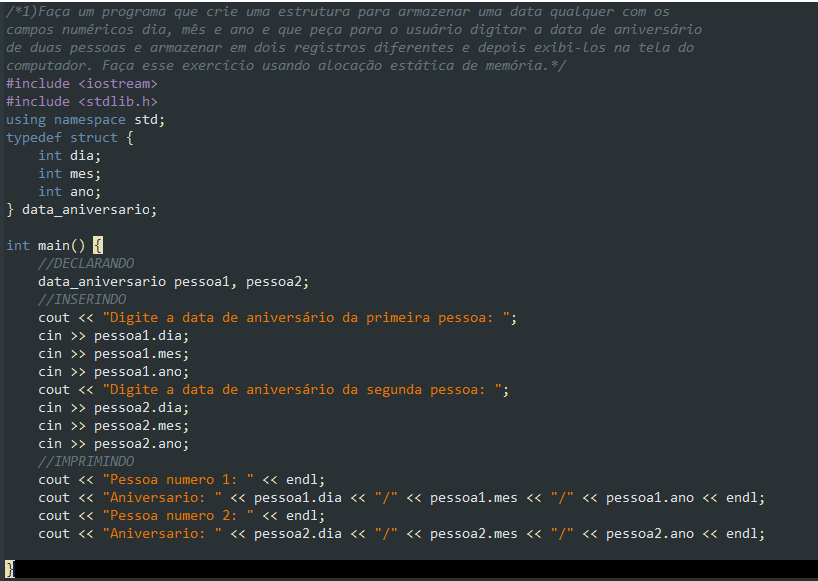 /*1)Faça um programa que crie uma estrutura para armazenar uma data qualquer com os
campos numéricos dia, mês e ano e que peça para o usuário digitar a data de aniversário
de duas pessoas e armazenar em dois registros diferentes e depois exibi-los na tela do
computador. Faça esse exercício usando alocação estática de memória.*/
#include <iostream>
#include <stdlib.h>
using namespace std;
typedef struct {
    int dia;
    int mes;
    int ano;
} data_aniversario;

int main() {
    //DECLARANDO
    data_aniversario pessoa1, pessoa2;
    //INSERINDO
    cout << "Digite a data de aniversário da primeira pessoa: ";
    cin >> pessoa1.dia;
    cin >> pessoa1.mes;
    cin >> pessoa1.ano;
    cout << "Digite a data de aniversário da segunda pessoa: ";
    cin >> pessoa2.dia;
    cin >> pessoa2.mes;
    cin >> pessoa2.ano;
    //IMPRIMINDO
    cout << "Pessoa numero 1: " << endl;
    cout << "Aniversario: " << pessoa1.dia << "/" << pessoa1.mes << "/" << pessoa1.ano << endl;
    cout << "Pessoa numero 2: " << endl;
    cout << "Aniversario: " << pessoa2.dia << "/" << pessoa2.mes << "/" << pessoa2.ano << endl;

}